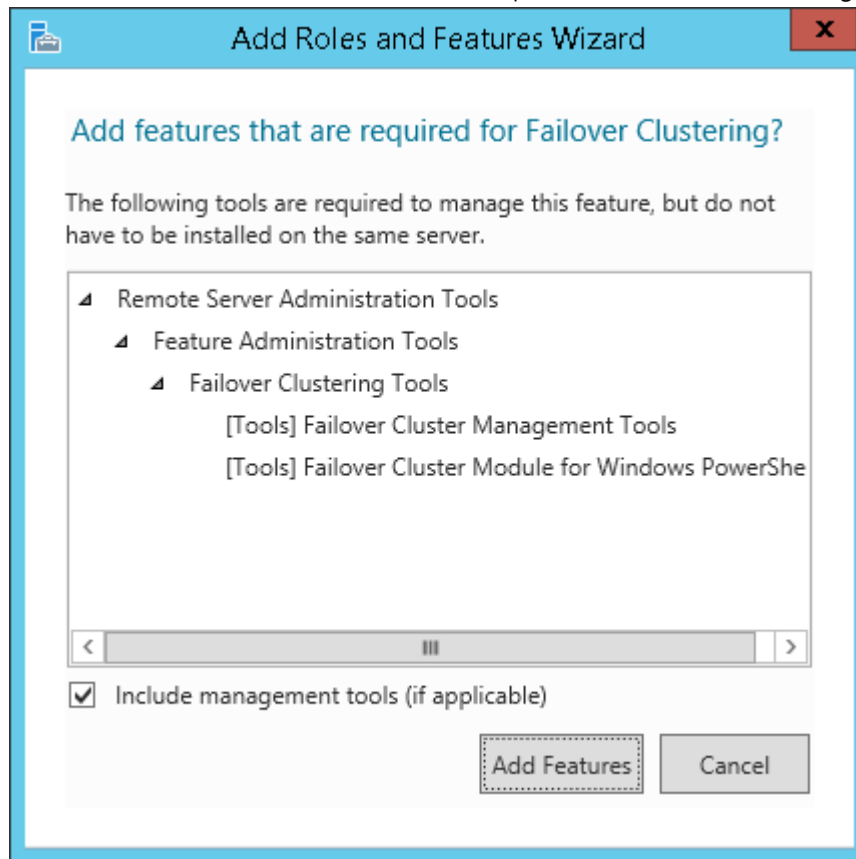 Add Roles and Features Wizard
x
Add features that are required for Failover Clustering?
The following tools are required to manage this feature, but do not
have to be installed on the same server.
Remote Server Administration Tools
Feature Administration Tools
Failover Clustering Tools
[Tools] Failover Cluster Management Tools
[Tools] Failover Cluster Module for Windows PowerShe
Include management tools (if applicable)
Add Features
Cancel